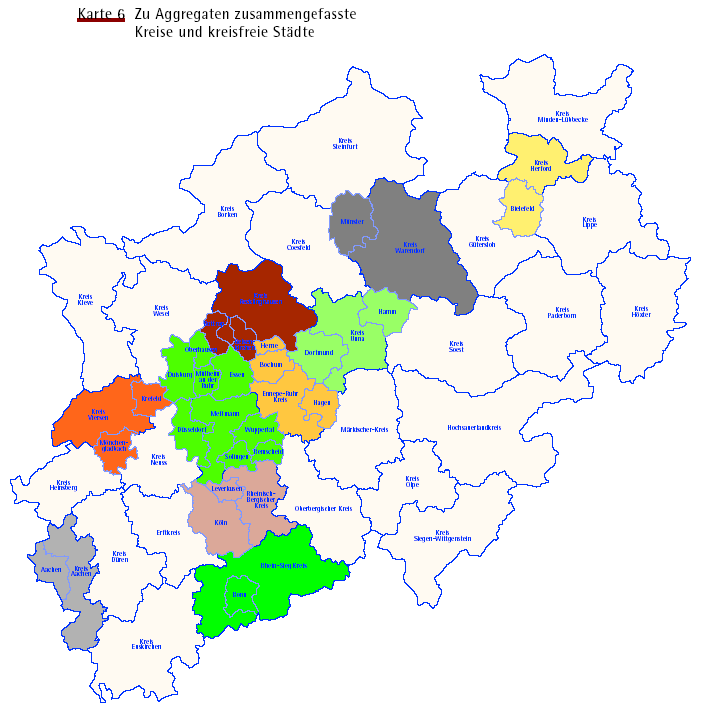 Karte 6 Zu Aggregaten zusammengefasste
Kreise und kreisfreie Städte
Kreis
Minden-Lübbecke
Kreis
Steinfurt
Kreis
Herford
Kreis
Borken
Bielefeld
Münster
Kreis
Lippe
Kreis
Coesfeld
Kreis
Warendorf
Kreis
Gütersloh
Kreis
Kleve
Kreis
Wesel
Kreis
Hamm
Kreis
Paderborn
Kreis
Höxter
Kreis
Unna
Kreis
Soest
Herne
Oberhausen
Dortmund
Bochum
Duisburg
Mülheim
an der
Ruhr
Essen
Krefeld
Ennepe-Ruhr
Kreis
Hagen
Kreis
Viersen
Mettmann
Düsseldorf
Wuppertal
Märkischer-Kreis
Hochsauerlandkreis
Mönchen-
gladbach
Remscheid
Solingen
Kreis
Neuss
Kreis
Heinsberg
Kreis
Olpe
Leverkusen
Rheinisch-
Bergischer
Kreis
Oberbergischer Kreis
Köln
Erftkreis
Kreis
Siegen-Wittgenstein
Kreis
Düren
Aachen
Kreis
Aachen
Rhein-Sieg Kreis
Bonn
Kreis
Euskirchen